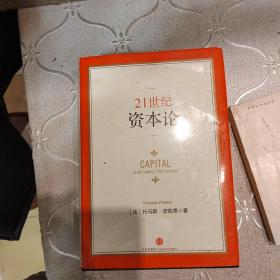 21世纪
资本论
CAPITAL
in the Twenty-First Century
Thomas Piketty
[法] 托马斯·皮凯蒂 著